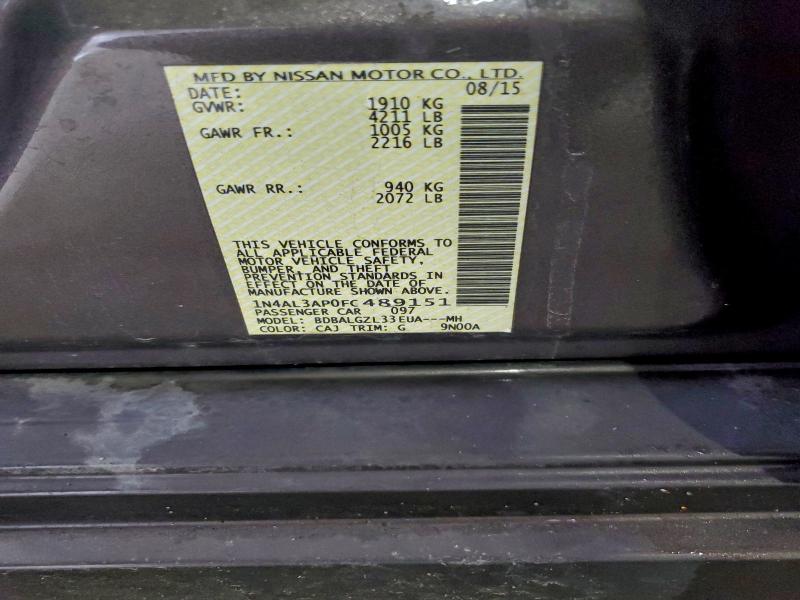 MFD BY NISSAN MOTOR CO., LTD.
DATE: 08/15
GVWR: 1910 KG
4211 LB
GAWR FR.: 1005 KG
2216 LB
GAWR RR.: 940 KG
2072 LB
THIS VEHICLE CONFORMS TO
ALL APPLICABLE FEDERAL
MOTOR VEHICLE SAFETY,
BUMPER, AND THEFT
PREVENTION STANDARDS IN
EFFECT ON THE DATE OF
MANUFACTURE SHOWN ABOVE.
1N4AL3AP0FC489151
PASSENGER CAR 097
MODEL: BDBALGZL33EUA---MH
COLOR: CAJ TRIM: G 9N00A